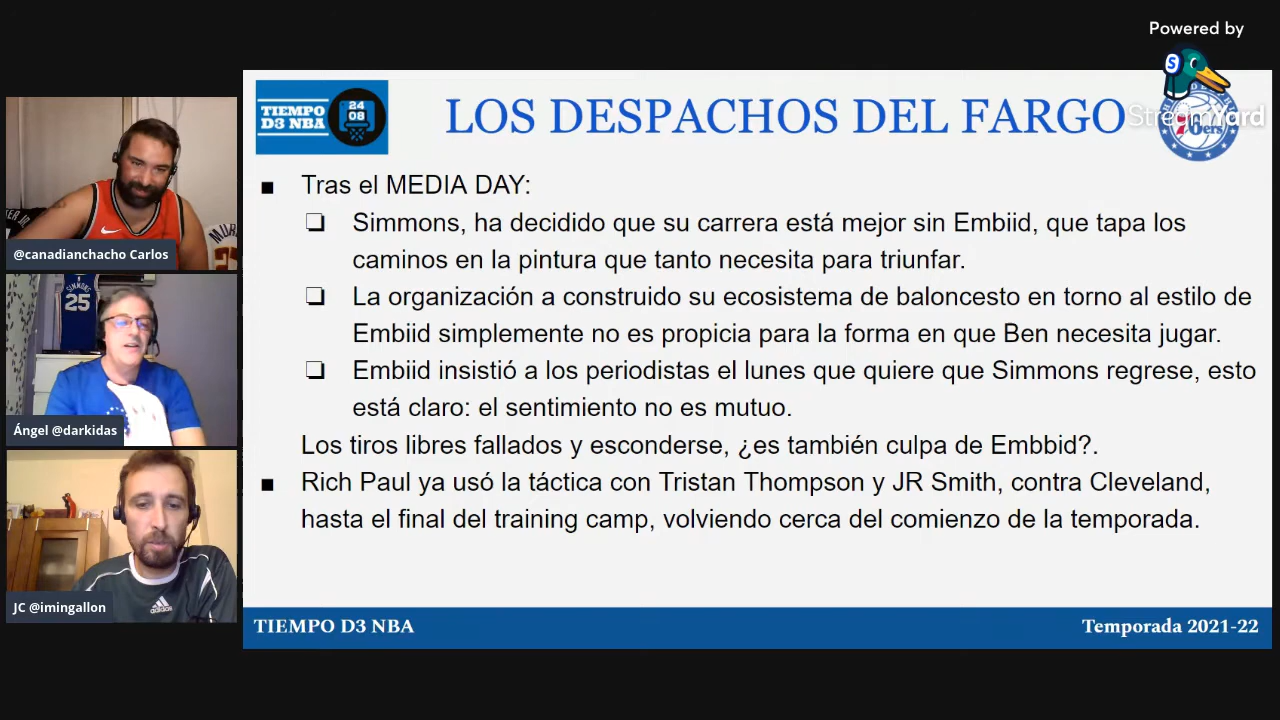 Powered by
StreamYard
S
TIEMPO
D3 NBA
24
08
LOS DESPACHOS DEL FARGO
76ers
Tras el MEDIA DAY:
Simmons, ha decidido que su carrera está mejor sin Embiid, que tapa los
caminos en la pintura que tanto necesita para triunfar.
La organización a construido su ecosistema de baloncesto en torno al estilo de
Embiid simplemente no es propicia para la forma en que Ben necesita jugar.
Embiid insistió a los periodistas el lunes que quiere que Simmons regrese, esto
está claro: el sentimiento no es mutuo.
Los tiros libres fallados y esconderse, ¿es también culpa de Embbid?.
Rich Paul ya usó la táctica con Tristan Thompson y JR Smith, contra Cleveland,
hasta el final del training camp, volviendo cerca del comienzo de la temporada.
TIEMPO D3 NBA
Temporada 2021-22
@canadianchacho Carlos
SIMMONS
25
Ángel @darkidas
adidas
JC @imingallon